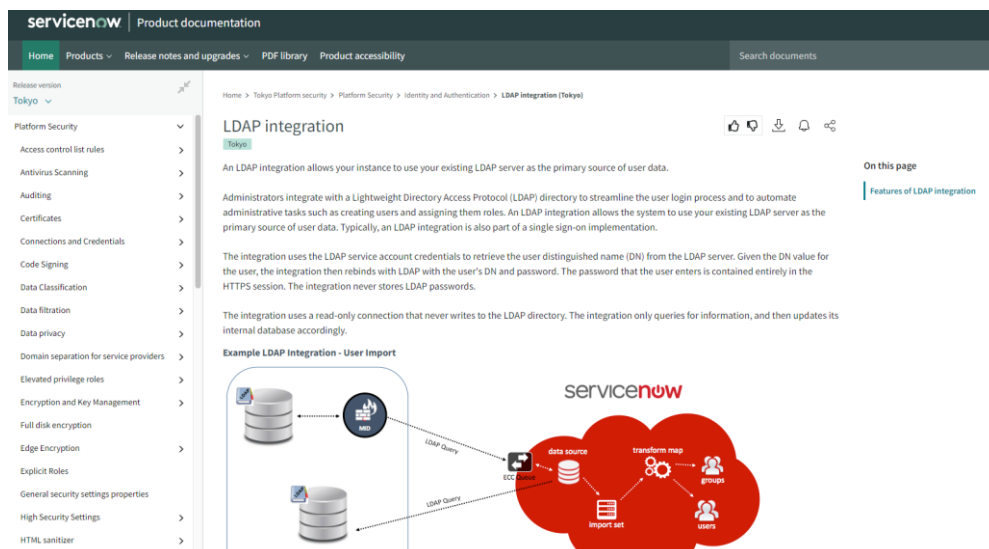 servicenow | Product documentation
Home Products Release notes and upgrades PDF library Product accessibility Search documents
Release version
Tokyo
Platform Security
Access control list rules
Antivirus Scanning
Auditing
Certificates
Connections and Credentials
Code Signing
Data Classification
Data filtration
Data privacy
Domain separation for service providers
Elevated privilege roles
Encryption and Key Management
Full disk encryption
Edge Encryption
Explicit Roles
General security settings properties
High Security Settings
HTML sanitizer
Home > Tokyo Platform security > Platform Security > Identity and Authentication > LDAP integration (Tokyo)
LDAP integration
Tokyo
An LDAP integration allows your instance to use your existing LDAP server as the primary source of user data.
Administrators integrate with a Lightweight Directory Access Protocol (LDAP) directory to streamline the user login process and to automate
administrative tasks such as creating users and assigning them roles. An LDAP integration allows the system to use your existing LDAP server as the
primary source of user data. Typically, an LDAP integration is also part of a single sign-on implementation.
The integration uses the LDAP service account credentials to retrieve the user distinguished name (DN) from the LDAP server. Given the DN value for
the user, the integration then rebinds with LDAP with the user's DN and password. The password that the user enters is contained entirely in the
HTTPS session. The integration never stores LDAP passwords.
The integration uses a read-only connection that never writes to the LDAP directory. The integration only queries for information, and then updates its
internal database accordingly.
Example LDAP Integration - User Import
LDAP
MID
LDAP Query
servicenow
data source
transform map
ECC Queue
groups
LDAP
LDAP Query
import set
users
On this page
Features of LDAP integration